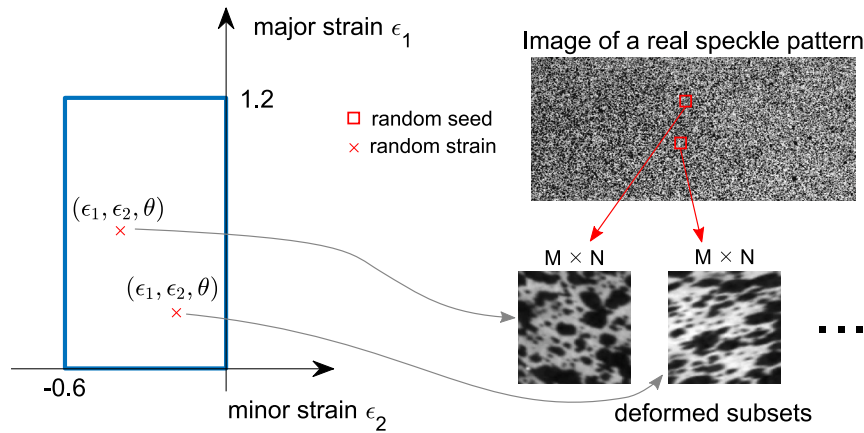 major strain ϵ₁
Image of a real speckle pattern
1.2
random seed
random strain
(ϵ₁, ϵ₂, θ)
(ϵ₁, ϵ₂, θ)
M × N
M × N
-0.6
minor strain ϵ₂
deformed subsets